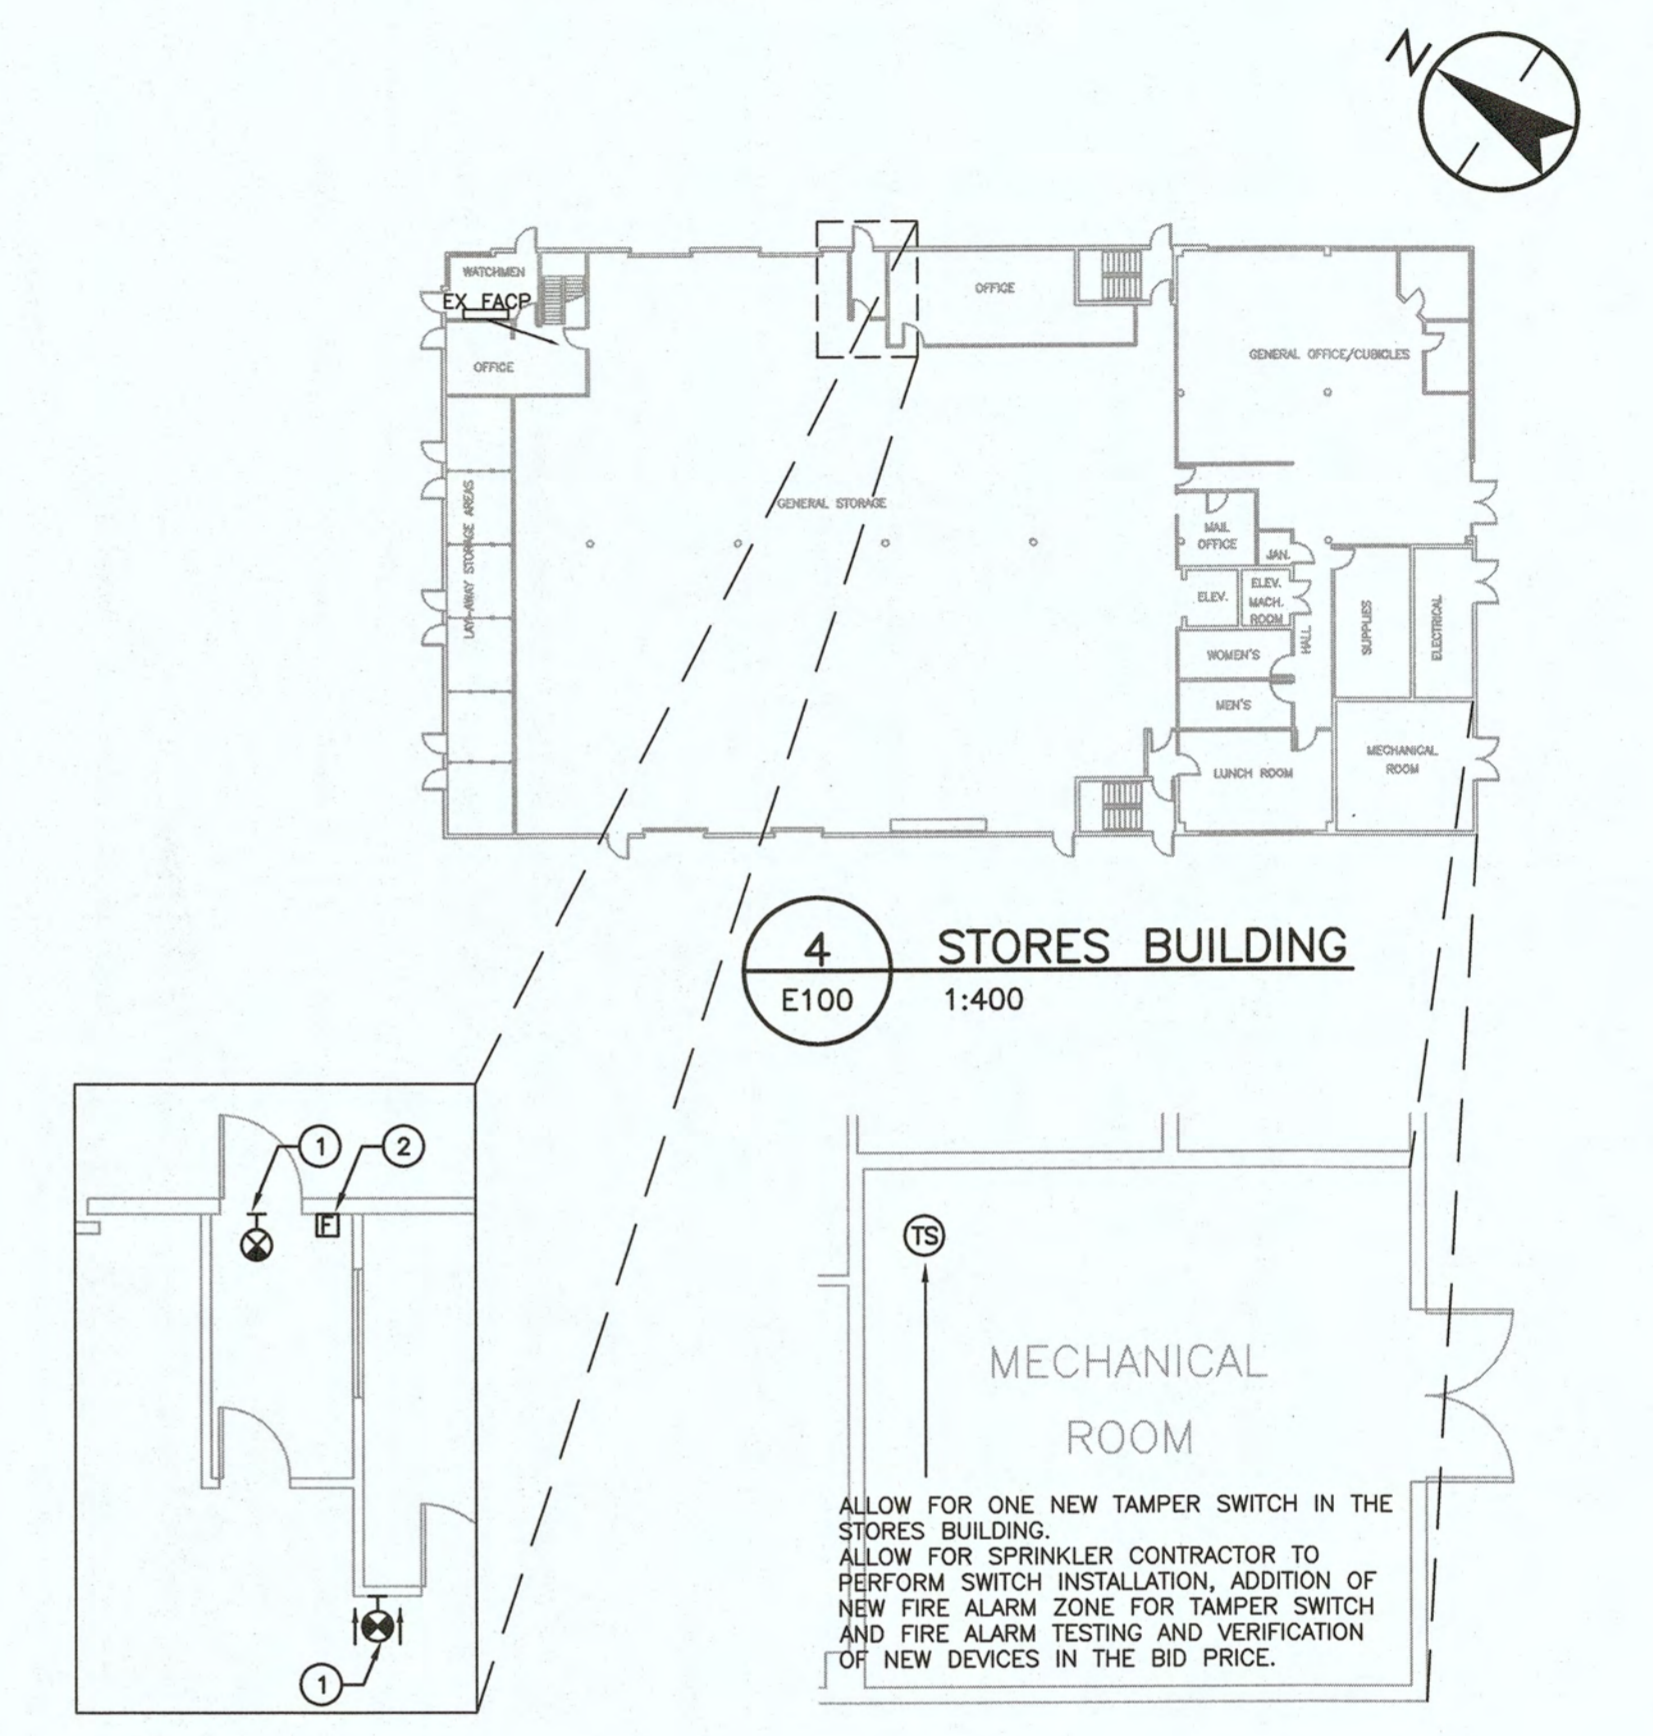 N
WATCHMEN
EX FACP
OFFICE
OFFICE
GENERAL OFFICE/CUBICLES
LAY-AWAY STORAGE AREAS
GENERAL STORAGE
MAIL
OFFICE
JAN.
ELEV.
ELEV.
MACH.
ROOM
HALL
SUPPLIES
ELECTRICAL
WOMEN'S
MEN'S
LUNCH ROOM
MECHANICAL
ROOM
4
E100
STORES BUILDING
1:400
1
2
F
1
TS
MECHANICAL
ROOM
ALLOW FOR ONE NEW TAMPER SWITCH IN THE
STORES BUILDING.
ALLOW FOR SPRINKLER CONTRACTOR TO
PERFORM SWITCH INSTALLATION, ADDITION OF
NEW FIRE ALARM ZONE FOR TAMPER SWITCH
AND FIRE ALARM TESTING AND VERIFICATION
OF NEW DEVICES IN THE BID PRICE.